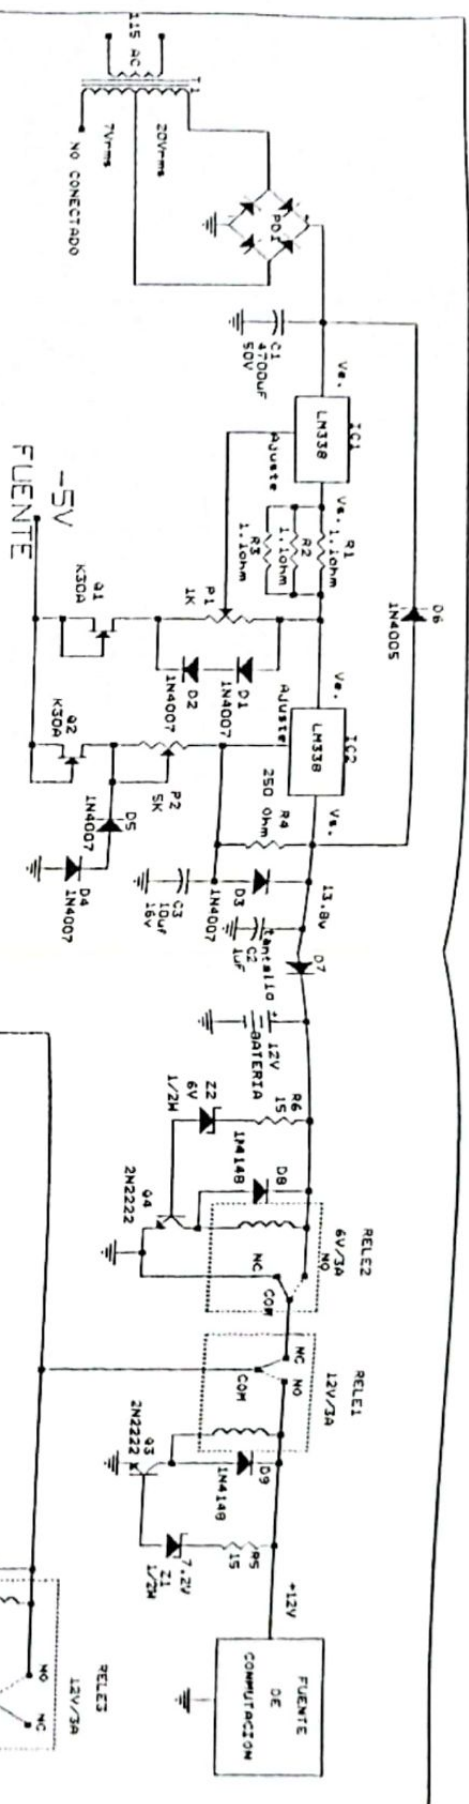 115 AC
T1
20Vrms
7Vrms
NO CONECTADO
PD1
C1
4700uF
50V
Ve.
IC1
LM338
Ajuste
Vs.
R1
1.1ohm
R2
1.1ohm
R3
1.1ohm
D6
1N4005
P1
1K
D1
1N4007
D2
1N4007
Q1
K30A
-5V
FUENTE
Ve.
IC2
LM338
Ajuste
Vs.
R4
250 Ohm
P2
5K
Q2
K30A
D5
1N4007
D4
1N4007
D3
1N4007
C3
10uF
16V
13.8v
C2
1uF
tantalio
+
D7
12V
BATERIA
R6
15
Z2
6V
1/2W
D8
1N4148
Q4
2N2222
RELE2
6V/3A
NO
NC
COM
RELE1
12V/3A
NC
NO
COM
D9
1N4148
Q3
2N2222
R5
15
7.2V
Z1
1/2W
+12V
FUENTE
DE
CONMUTACION
RELE3
12V/3A
NO
NC